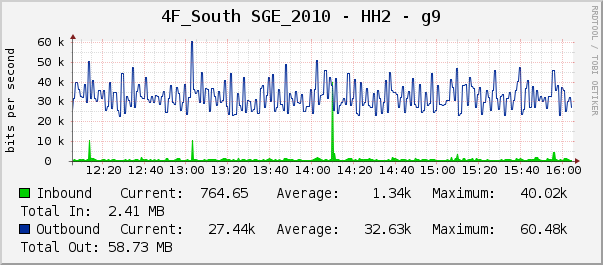 4F_South SGE_2010 - HH2 - g9
RRDTOOL / TOBI OETIKER
bits per second
60 k
50 k
40 k
30 k
20 k
10 k
0
12:20 12:40 13:00 13:20 13:40 14:00 14:20 14:40 15:00 15:20 15:40 16:00
Inbound Current: 764.65 Average: 1.34k Maximum: 40.02k
Total In: 2.41 MB
Outbound Current: 27.44k Average: 32.63k Maximum: 60.48k
Total Out: 58.73 MB